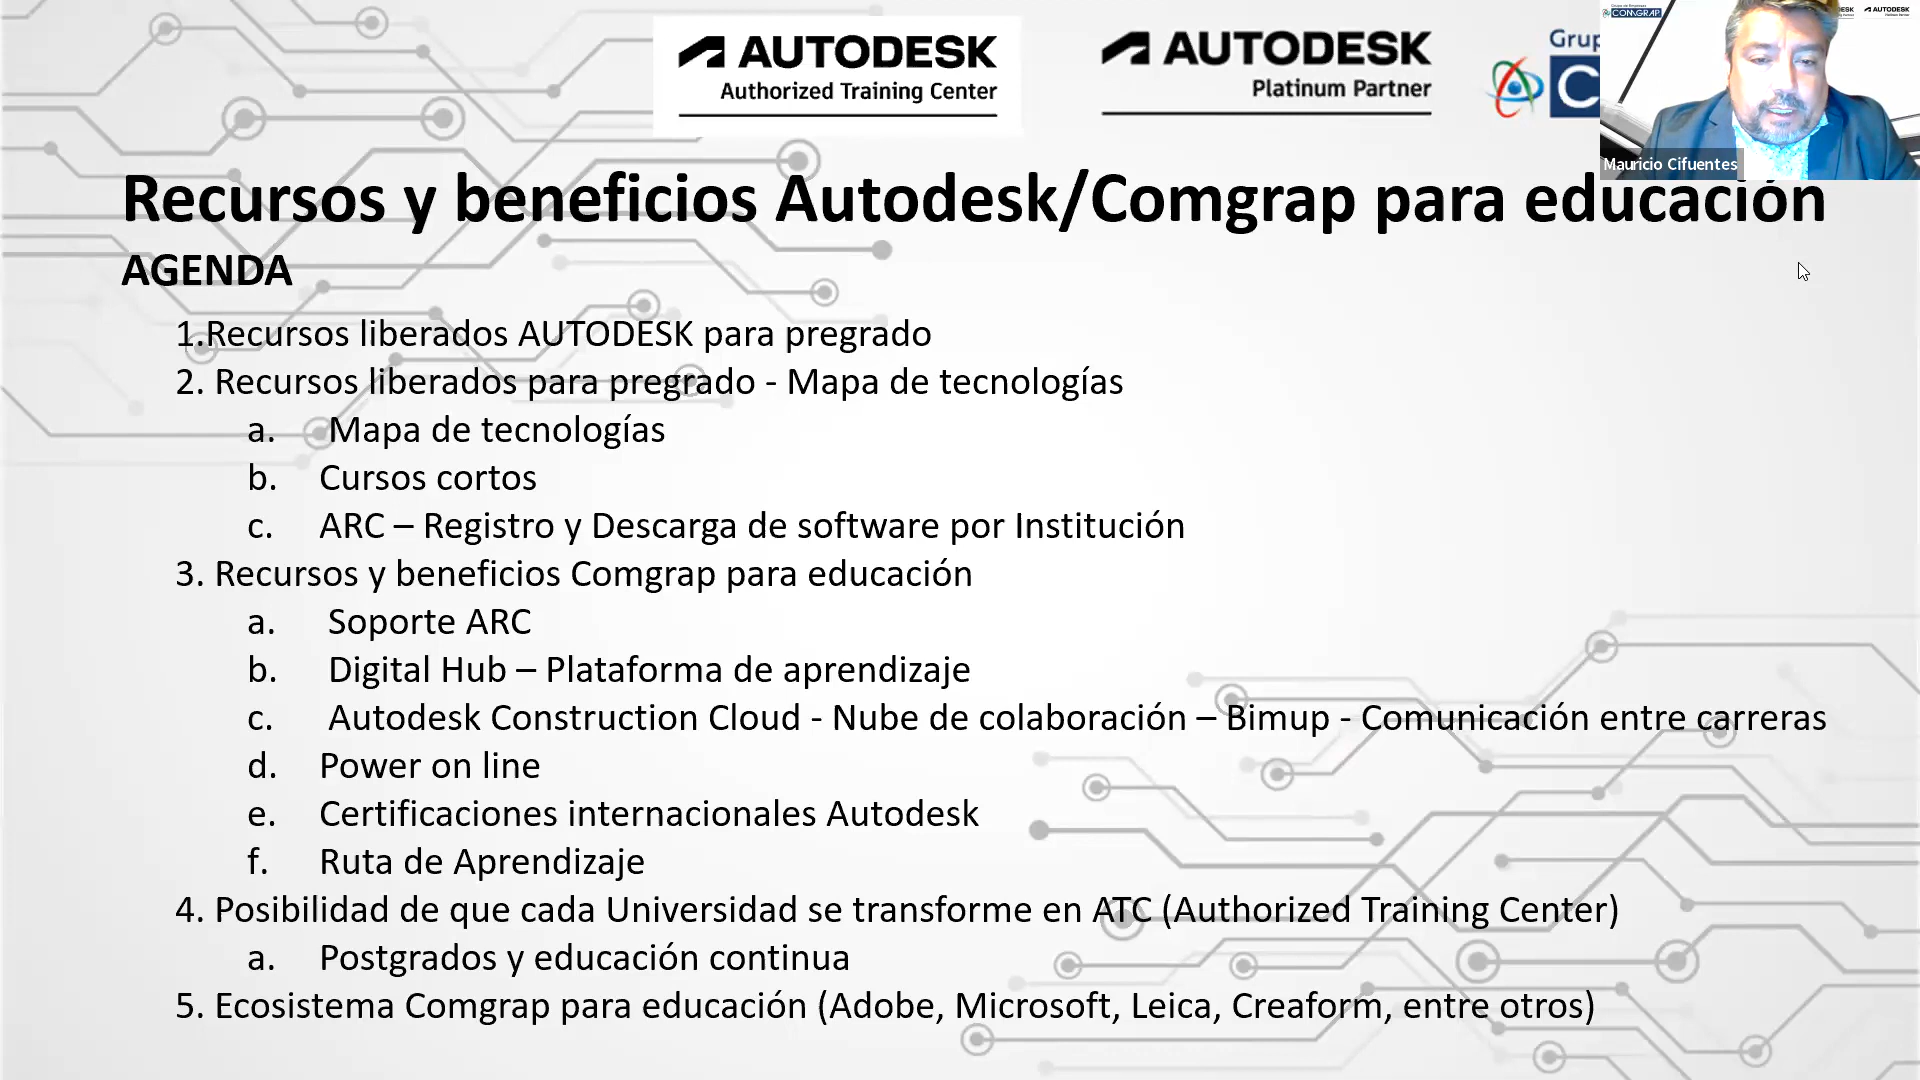 AUTODESK
Authorized Training Center
AUTODESK
Platinum Partner
Grup
C
COMGRAP
AUTODESK
Mauricio Cifuentes
Recursos y beneficios Autodesk/Comgrap para educación
AGENDA
1.Recursos liberados AUTODESK para pregrado
2. Recursos liberados para pregrado - Mapa de tecnologías
a. Mapa de tecnologías
b. Cursos cortos
c. ARC – Registro y Descarga de software por Institución
3. Recursos y beneficios Comgrap para educación
a. Soporte ARC
b. Digital Hub – Plataforma de aprendizaje
c. Autodesk Construction Cloud - Nube de colaboración – Bimup - Comunicación entre carreras
d. Power on line
e. Certificaciones internacionales Autodesk
f. Ruta de Aprendizaje
4. Posibilidad de que cada Universidad se transforme en ATC (Authorized Training Center)
a. Postgrados y educación continua
5. Ecosistema Comgrap para educación (Adobe, Microsoft, Leica, Creaform, entre otros)